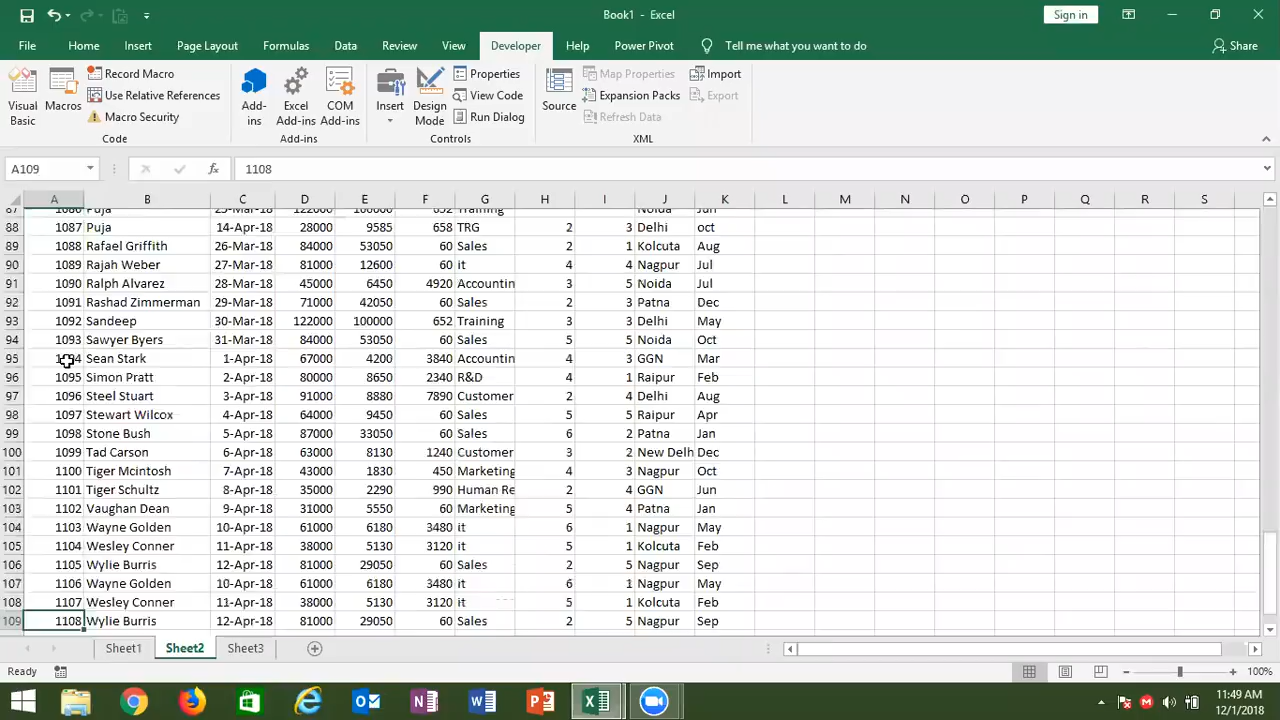 Book1 - Excel
Sign in
File Home Insert Page Layout Formulas Data Review View Developer Help Power Pivot Tell me what you want to do Share
Visual Basic
Macros
Record Macro
Use Relative References
Macro Security
Code
Add-ins
Excel Add-ins
COM Add-ins
Add-ins
Insert
Design Mode
Properties
View Code
Run Dialog
Controls
Source
Map Properties
Expansion Packs
Refresh Data
Import
Export
XML
A109 fx 1108
A B C D E F G H I J K L M N O P Q R S
87 1086 Puja 25-Mar-18 122000 100000 652 Training Noida Jun
88 1087 Puja 14-Apr-18 28000 9585 658 TRG 2 3 Delhi oct
89 1088 Rafael Griffith 26-Mar-18 84000 53050 60 Sales 2 1 Kolcuta Aug
90 1089 Rajah Weber 27-Mar-18 81000 12600 60 it 4 4 Nagpur Jul
91 1090 Ralph Alvarez 28-Mar-18 45000 6450 4920 Accountin 3 5 Noida Jul
92 1091 Rashad Zimmerman 29-Mar-18 71000 42050 60 Sales 2 3 Patna Dec
93 1092 Sandeep 30-Mar-18 122000 100000 652 Training 3 3 Delhi May
94 1093 Sawyer Byers 31-Mar-18 84000 53050 60 Sales 5 5 Noida Oct
95 Sean Stark 1-Apr-18 67000 4200 3840 Accountin 4 3 GGN Mar
96 1095 Simon Pratt 2-Apr-18 80000 8650 2340 R&D 4 1 Raipur Feb
97 1096 Steel Stuart 3-Apr-18 91000 8880 7890 Customer 2 4 Delhi Aug
98 1097 Stewart Wilcox 4-Apr-18 64000 9450 60 Sales 5 5 Raipur Apr
99 1098 Stone Bush 5-Apr-18 87000 33050 60 Sales 6 2 Patna Jan
100 1099 Tad Carson 6-Apr-18 63000 8130 1240 Customer 3 2 New Delh Dec
101 1100 Tiger Mcintosh 7-Apr-18 43000 1830 450 Marketing 4 3 Nagpur Oct
102 1101 Tiger Schultz 8-Apr-18 35000 2290 990 Human Re 2 4 GGN Jun
103 1102 Vaughan Dean 9-Apr-18 31000 5550 60 Marketing 5 4 Patna Jan
104 1103 Wayne Golden 10-Apr-18 61000 6180 3480 it 6 1 Nagpur May
105 1104 Wesley Conner 11-Apr-18 38000 5130 3120 it 5 1 Kolcuta Feb
106 1105 Wylie Burris 12-Apr-18 81000 29050 60 Sales 2 5 Nagpur Sep
107 1106 Wayne Golden 10-Apr-18 61000 6180 3480 it 6 1 Nagpur May
108 1107 Wesley Conner 11-Apr-18 38000 5130 3120 it 5 1 Kolcuta Feb
109 1108 Wylie Burris 12-Apr-18 81000 29050 60 Sales 2 5 Nagpur Sep
Sheet1 Sheet2 Sheet3
Ready 100%
11:49 AM
12/1/2018